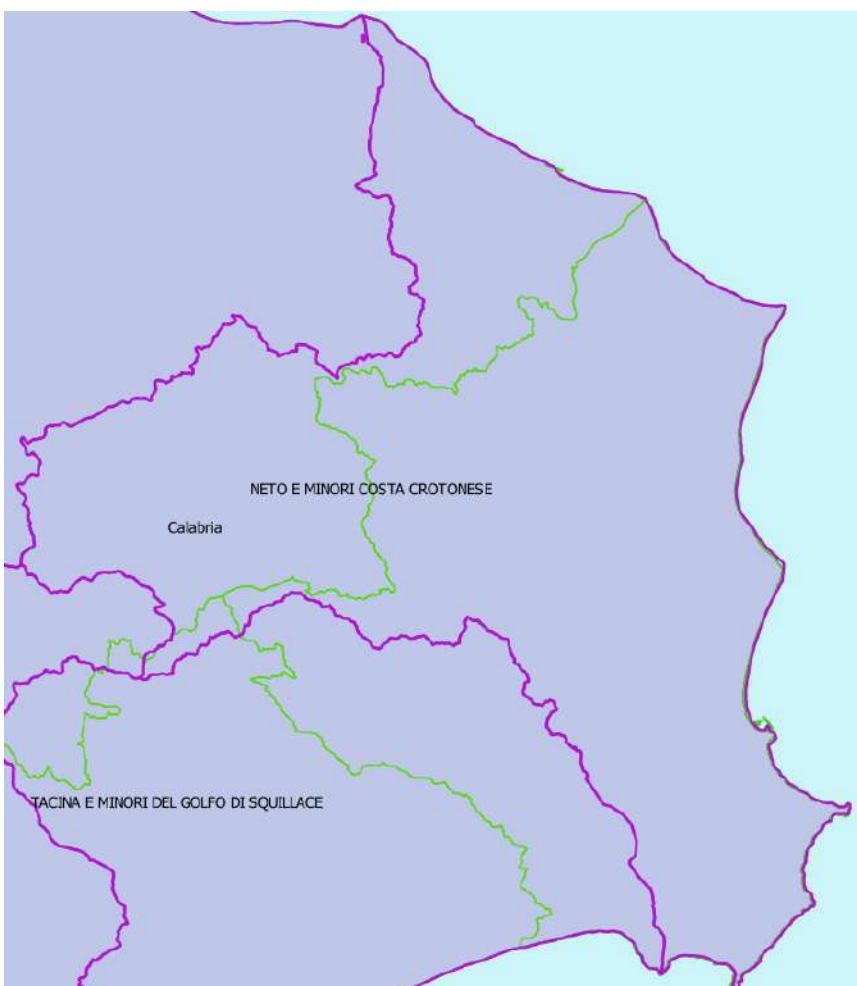 NETO E MINORI COSTA CROTONESE
Calabria
TACINA E MINORI DEL GOLFO DI SQUILLACE